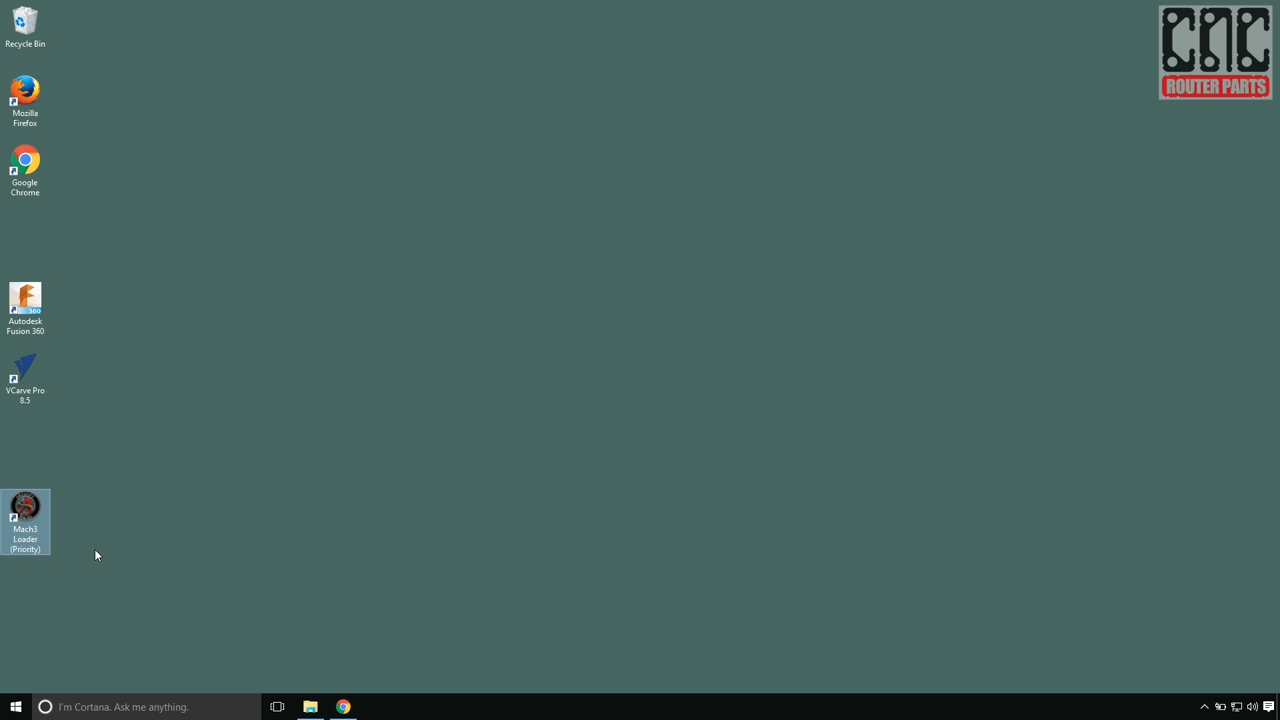 Recycle Bin
Mozilla
Firefox
Google
Chrome
360
Autodesk
Fusion 360
VCarve Pro
8.5
Mach3
Loader
(Priority)
CNC
ROUTER PARTS
I'm Cortana. Ask me anything.